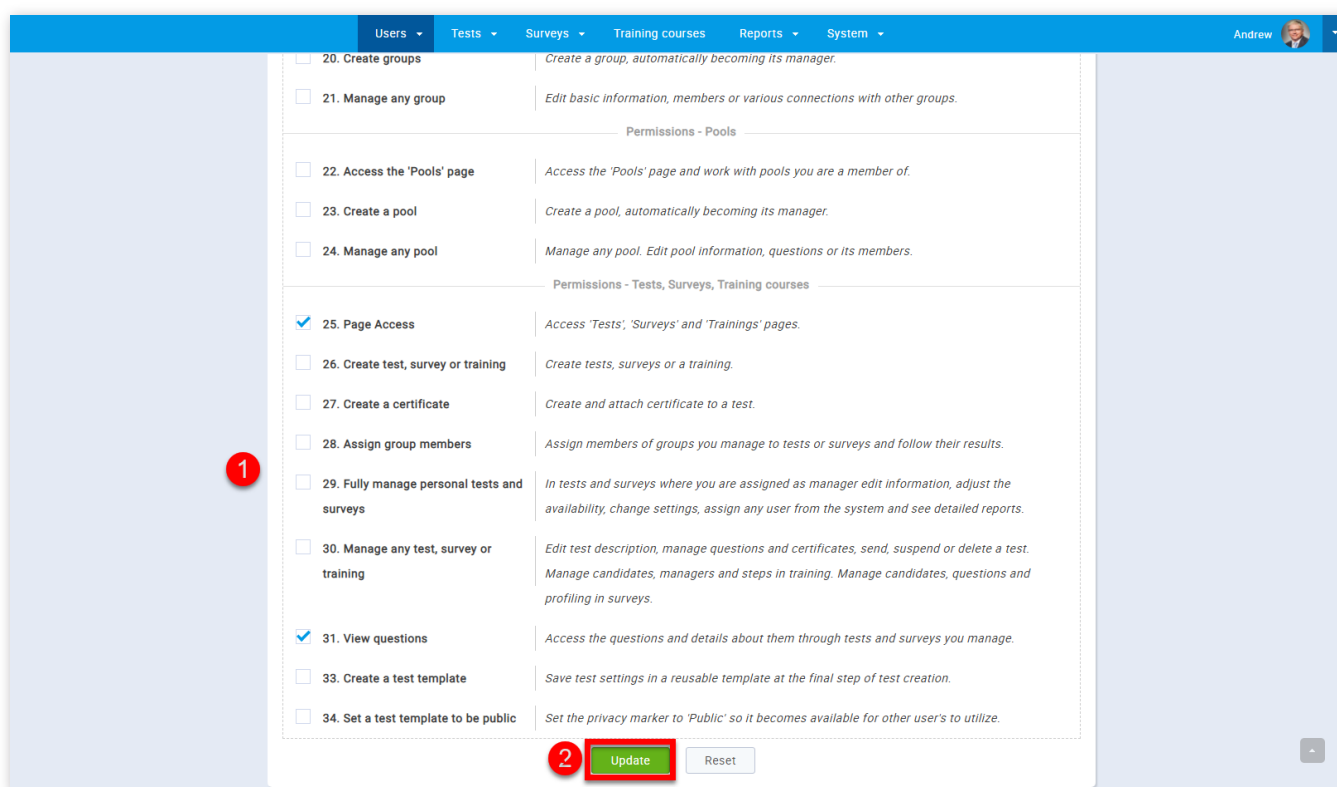 Users Tests Surveys Training courses Reports System Andrew
20. Create groups Create a group, automatically becoming its manager.
21. Manage any group Edit basic information, members or various connections with other groups.
Permissions - Pools
22. Access the 'Pools' page Access the 'Pools' page and work with pools you are a member of.
23. Create a pool Create a pool, automatically becoming its manager.
24. Manage any pool Manage any pool. Edit pool information, questions or its members.
Permissions - Tests, Surveys, Training courses
25. Page Access Access 'Tests', 'Surveys' and 'Trainings' pages.
26. Create test, survey or training Create tests, surveys or a training.
27. Create a certificate Create and attach certificate to a test.
28. Assign group members Assign members of groups you manage to tests or surveys and follow their results.
1
29. Fully manage personal tests and In tests and surveys where you are assigned as manager edit information, adjust the
surveys availability, change settings, assign any user from the system and see detailed reports.
30. Manage any test, survey or Edit test description, manage questions and certificates, send, suspend or delete a test.
training Manage candidates, managers and steps in training. Manage candidates, questions and
profiling in surveys.
31. View questions Access the questions and details about them through tests and surveys you manage.
33. Create a test template Save test settings in a reusable template at the final step of test creation.
34. Set a test template to be public Set the privacy marker to 'Public' so it becomes available for other user's to utilize.
2 Update Reset